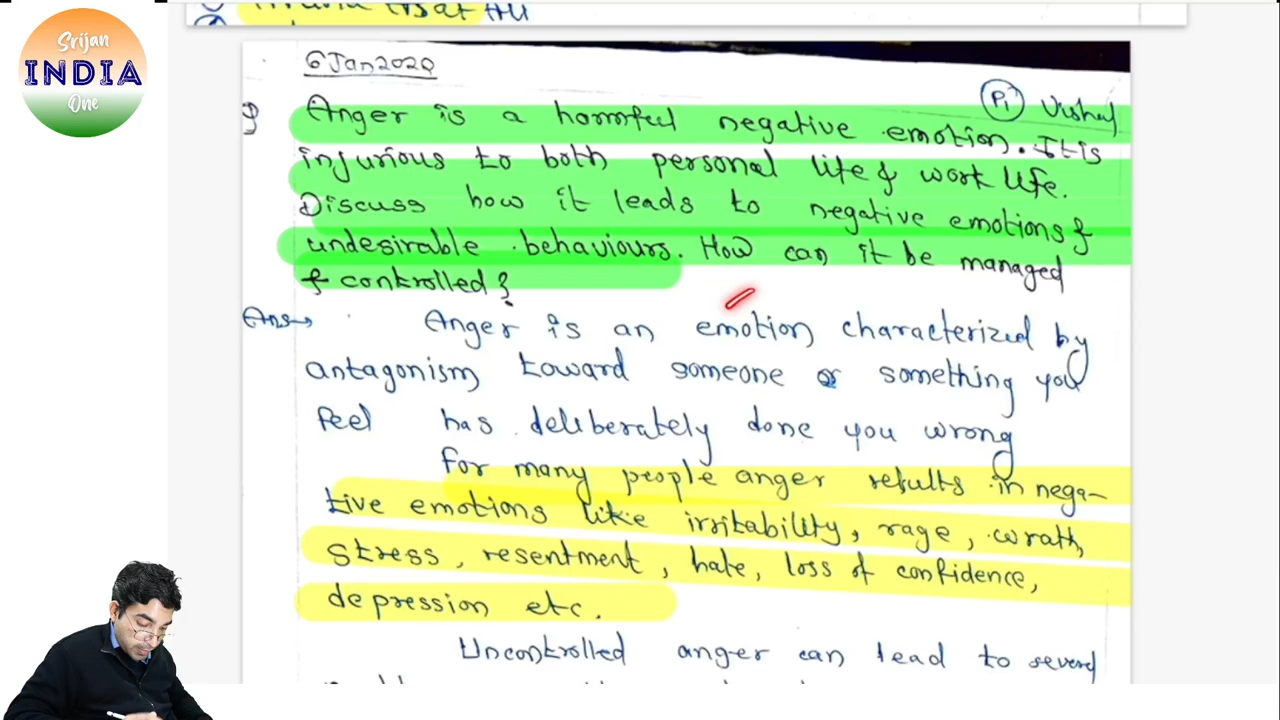 Srijan
INDIA
One
6 Jan 2020
P1 Vishal
Anger is a harmful negative emotion. It is
injurious to both personal life & work life.
Discuss how it leads to negative emotions &
undesirable behaviours. How can it be managed
& controlled?
Ans→ Anger is an emotion characterized by
antagonism toward someone or something you
feel has deliberately done you wrong
for many people anger results in nega-
tive emotions like irritability, rage, wrath,
stress, resentment, hate, loss of confidence,
depression etc.
Uncontrolled anger can lead to several